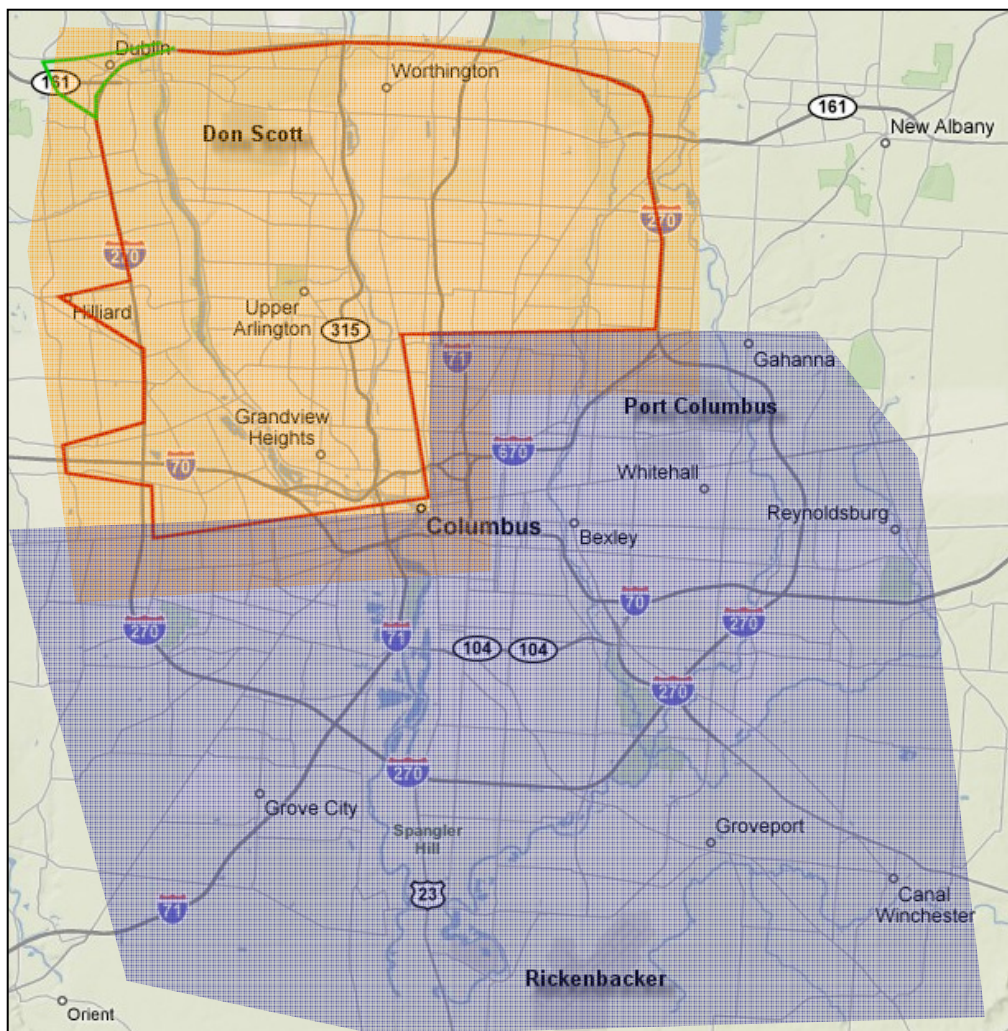 Dublin
161
Worthington
161
New Albany
Don Scott
270
270
Hilliard
Upper
Arlington
315
71
Gahanna
Port Columbus
Grandview
Heights
70
670
Whitehall
Columbus
Bexley
Reynoldsburg
270
71
70
270
104
104
270
270
Grove City
Spangler
Hill
Groveport
23
71
Canal
Winchester
Rickenbacker
Orient